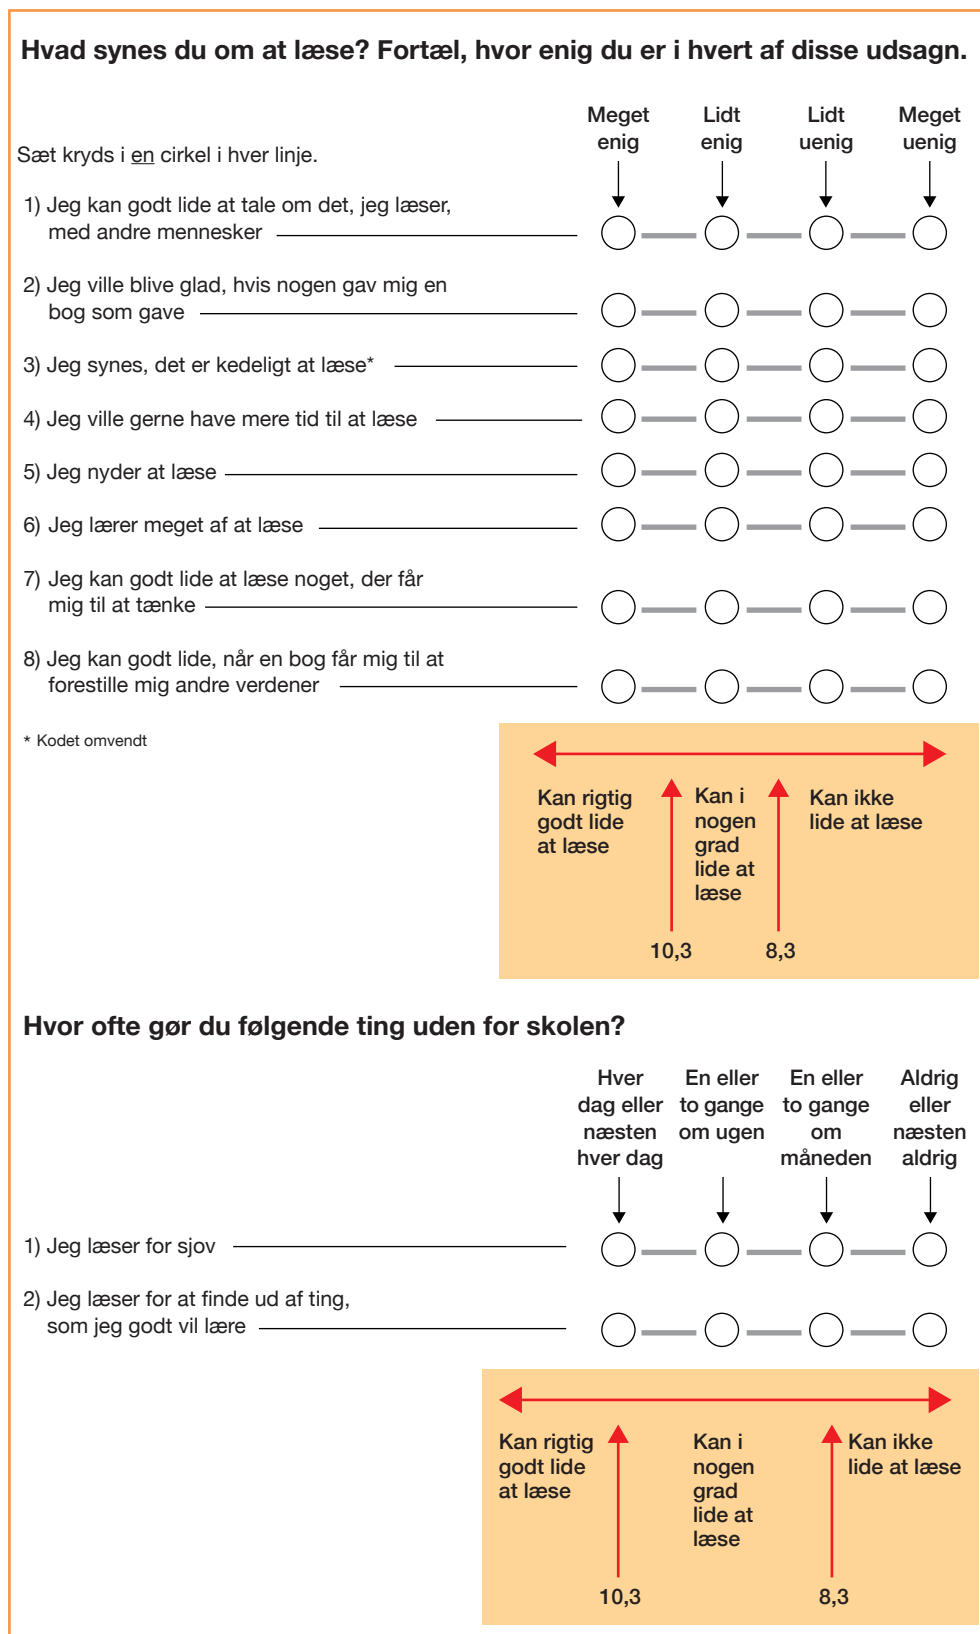 Hvad synes du om at læse? Fortæl, hvor enig du er i hvert af disse udsagn.
Meget enig
Lidt enig
Lidt uenig
Meget uenig
Sæt kryds i en cirkel i hver linje.
1) Jeg kan godt lide at tale om det, jeg læser,
med andre mennesker
2) Jeg ville blive glad, hvis nogen gav mig en
bog som gave
3) Jeg synes, det er kedeligt at læse*
4) Jeg ville gerne have mere tid til at læse
5) Jeg nyder at læse
6) Jeg lærer meget af at læse
7) Jeg kan godt lide at læse noget, der får
mig til at tænke
8) Jeg kan godt lide, når en bog får mig til at
forestille mig andre verdener
* Kodet omvendt
Kan rigtig
godt lide
at læse
Kan i
nogen
grad
lide at
læse
Kan ikke
lide at læse
10,3
8,3
Hvor ofte gør du følgende ting uden for skolen?
Hver
dag eller
næsten
hver dag
En eller
to gange
om ugen
En eller
to gange
om
måneden
Aldrig
eller
næsten
aldrig
1) Jeg læser for sjov
2) Jeg læser for at finde ud af ting,
som jeg godt vil lære
Kan rigtig
godt lide
at læse
Kan i
nogen
grad
lide at
læse
Kan ikke
lide at læse
10,3
8,3